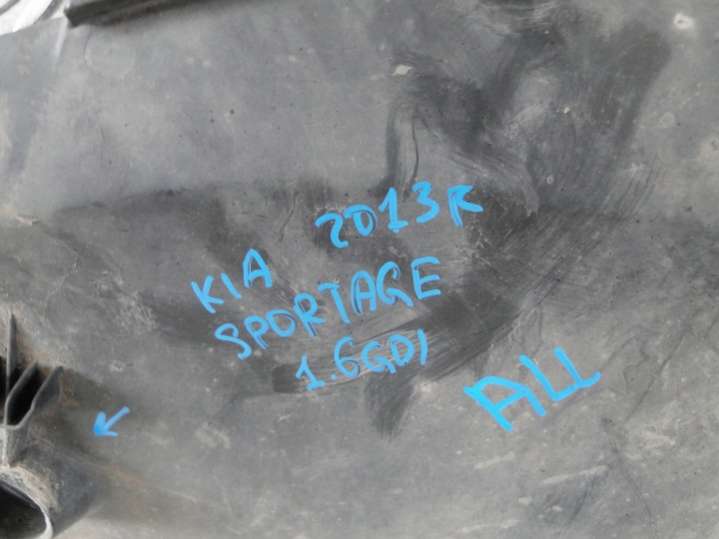 KIA 2013R
SPORTAGE
1.6GDI
ALL